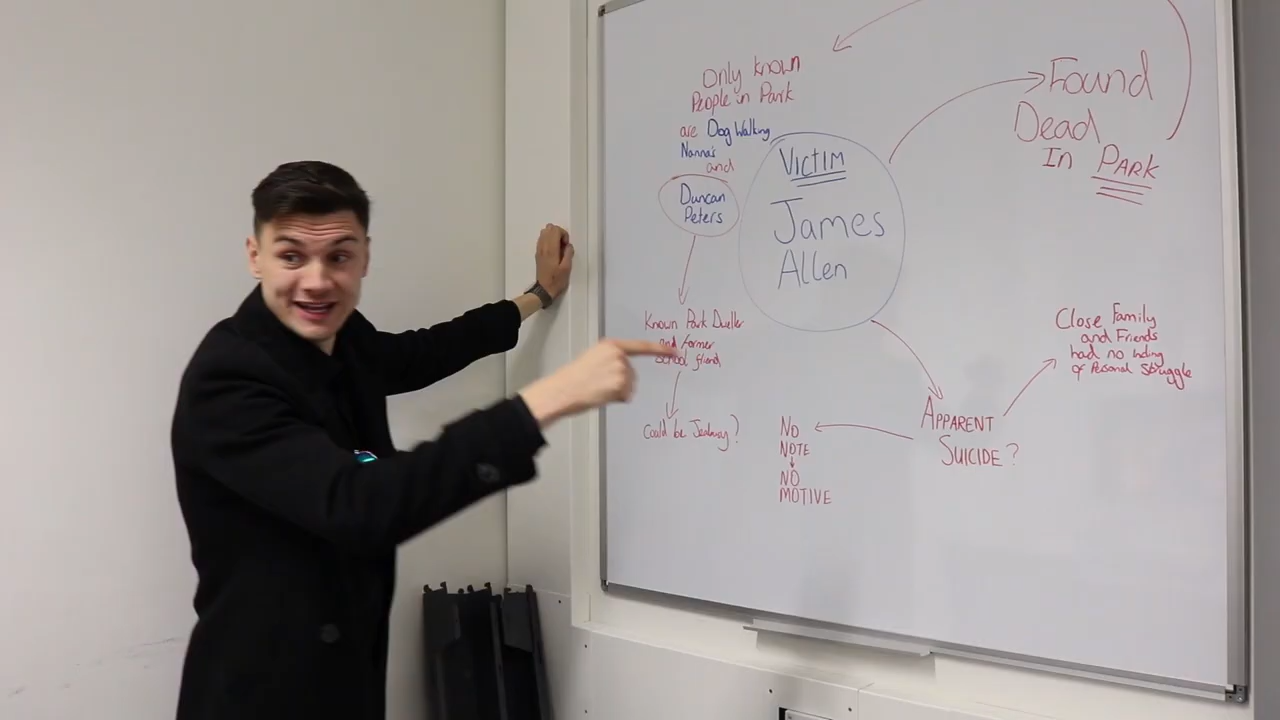 Only known
People in Park
are Dog Walking
Nanna's
and
Duncan
Peters
Known Park Dweller
and former
School friend
Could be Jealousy?
VICTIM
James
Allen
Found
Dead
In PARK
APPARENT
SUICIDE?
NO
NOTE
NO
MOTIVE
Close Family
and Friends
had no
of Personal Struggle